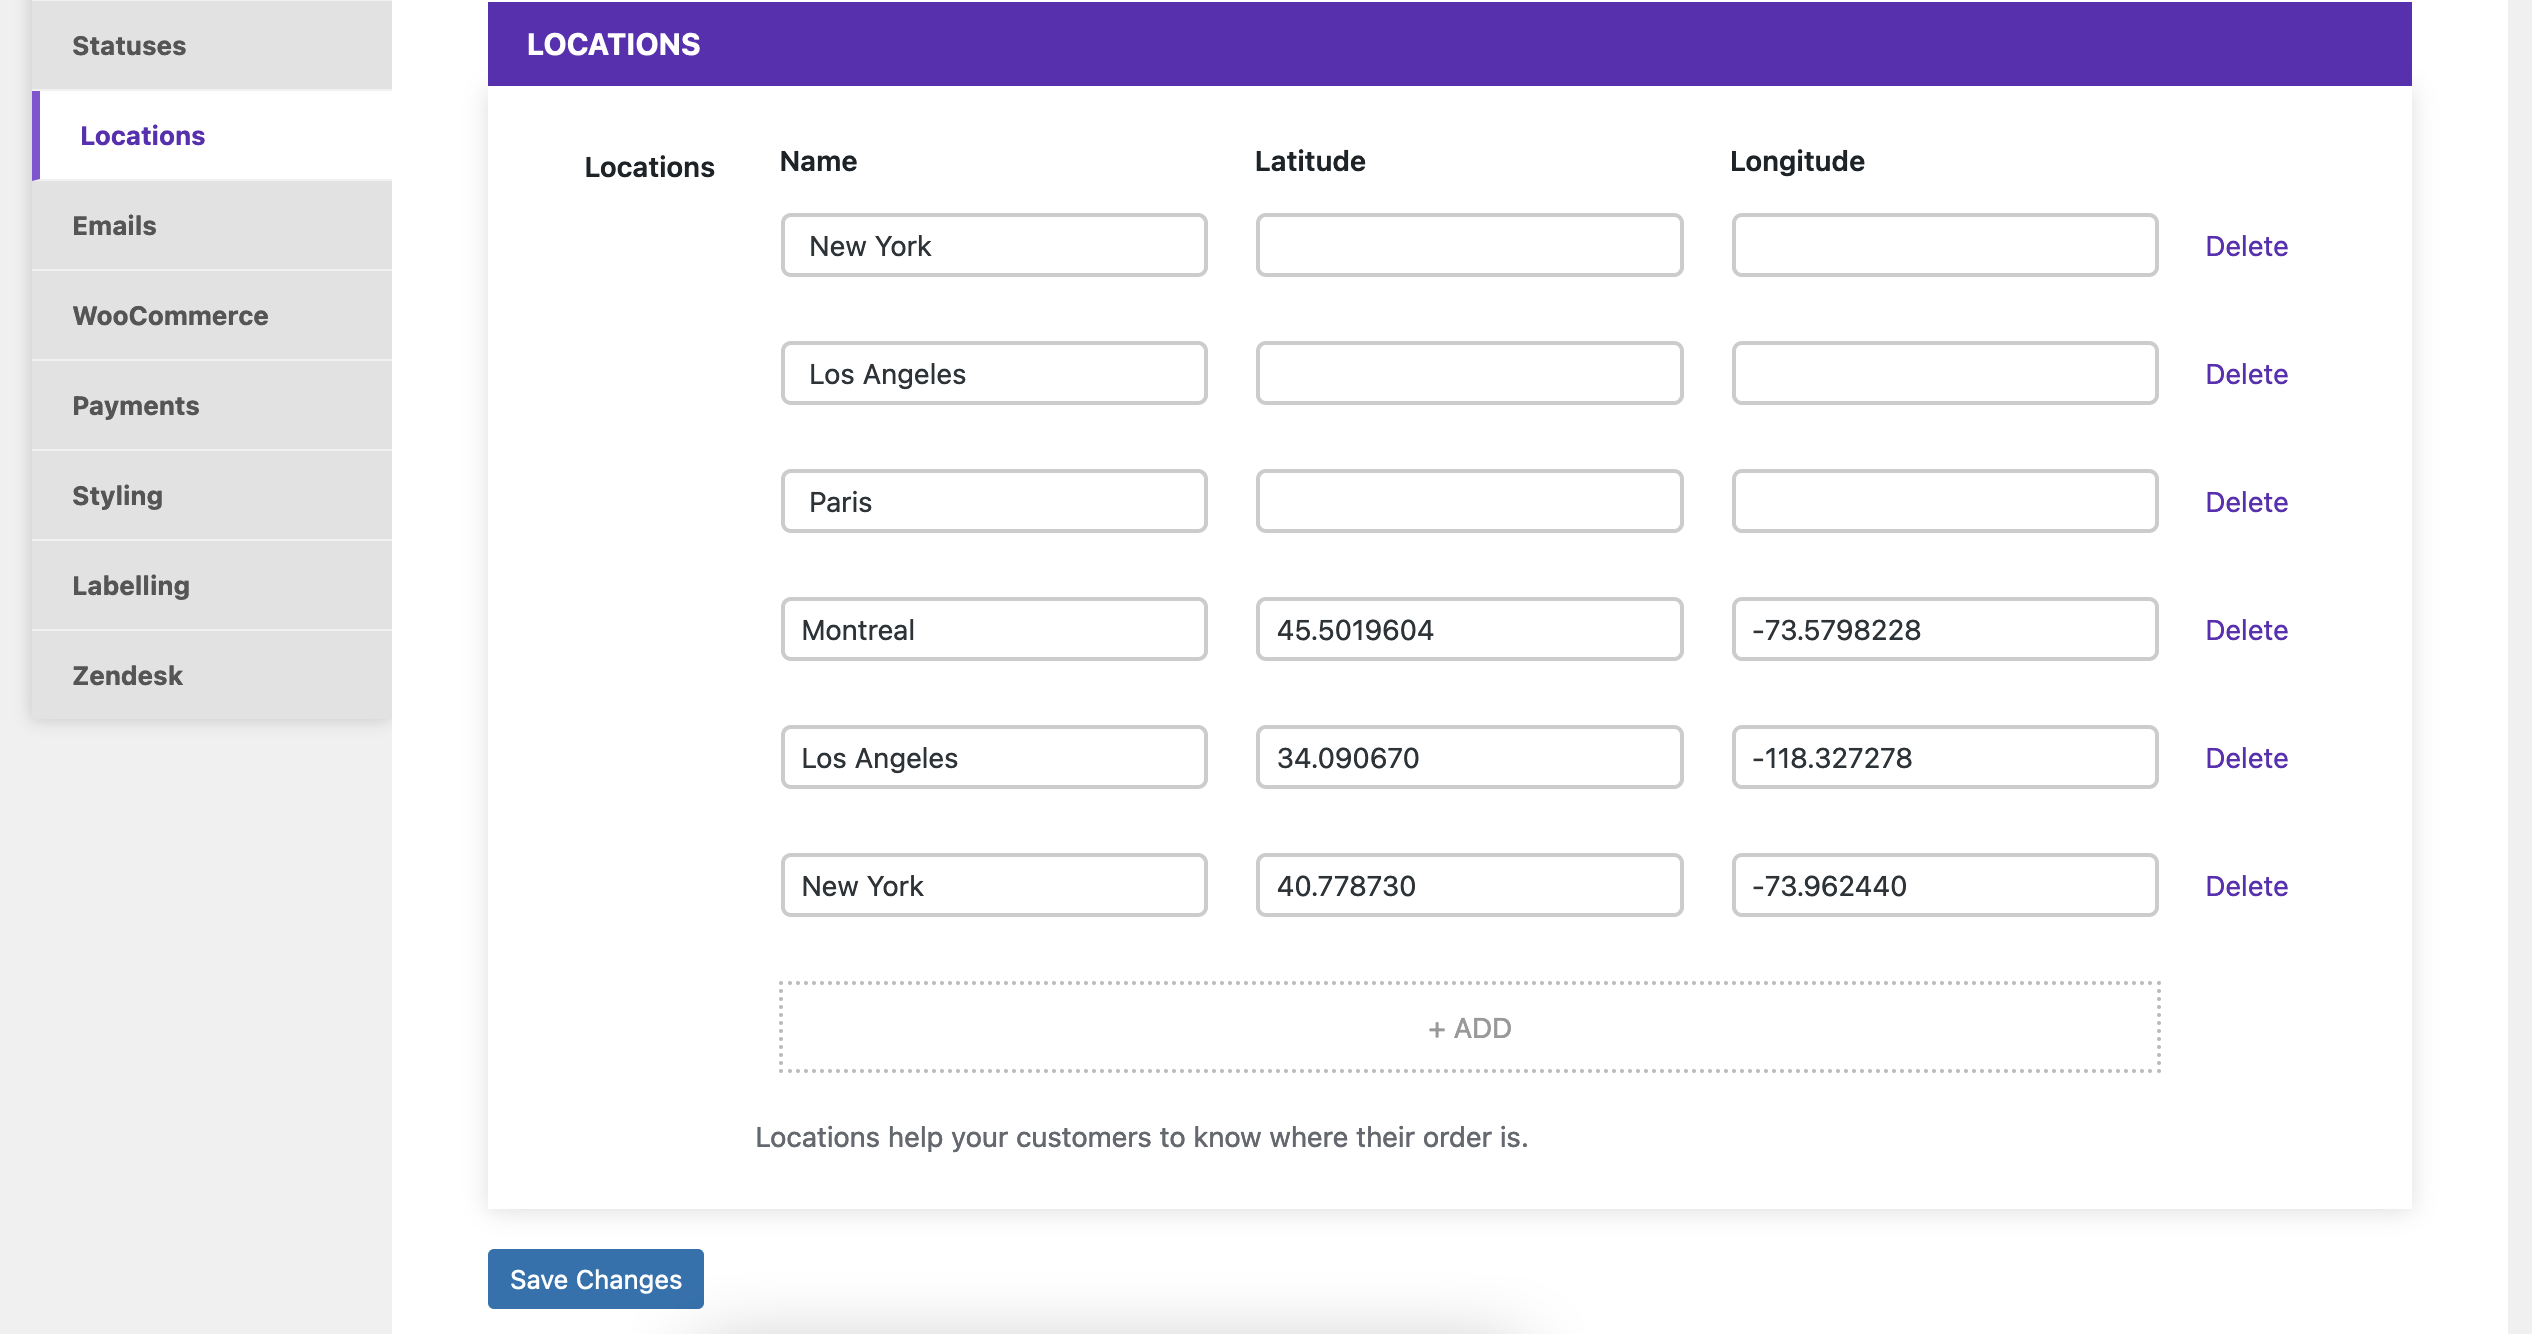 Statuses
Locations
Emails
WooCommerce
Payments
Styling
Labelling
Zendesk
LOCATIONS
Locations Name Latitude Longitude
New York Delete
Los Angeles Delete
Paris Delete
Montreal 45.5019604 -73.5798228 Delete
Los Angeles 34.090670 -118.327278 Delete
New York 40.778730 -73.962440 Delete
+ ADD
Locations help your customers to know where their order is.
Save Changes